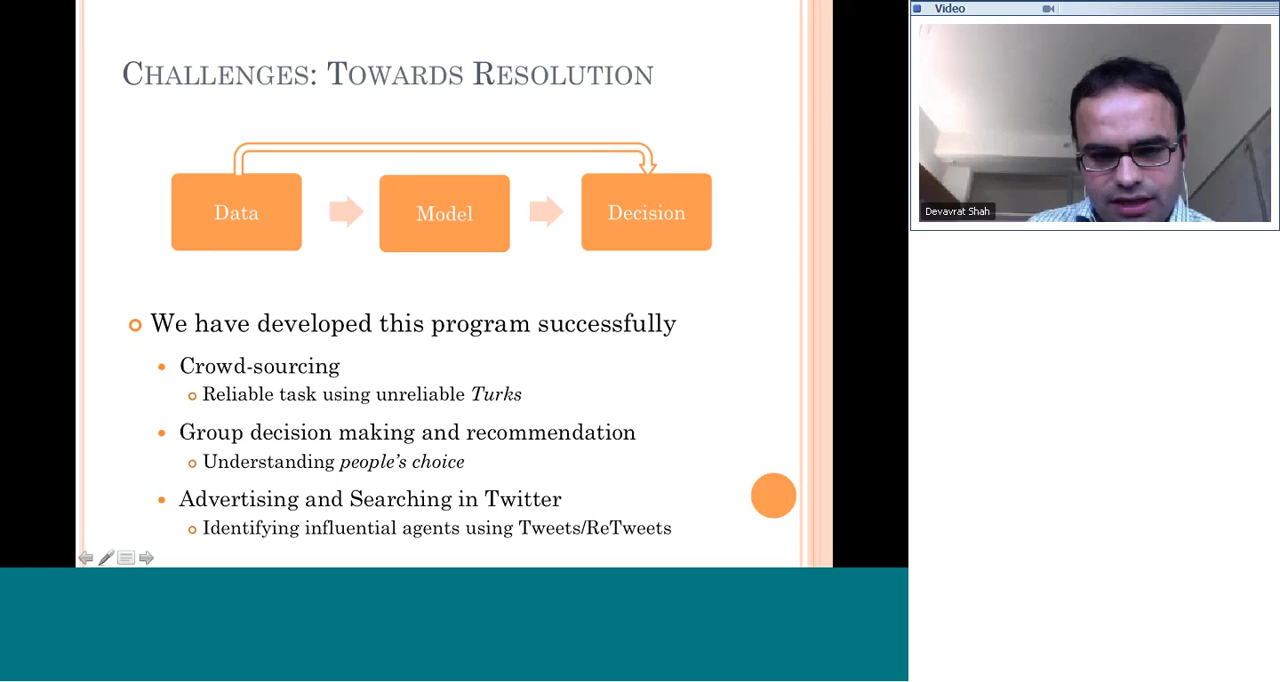 CHALLENGES: TOWARDS RESOLUTION
Data
Model
Decision
We have developed this program successfully
Crowd-sourcing
Reliable task using unreliable Turks
Group decision making and recommendation
Understanding people's choice
Advertising and Searching in Twitter
Identifying influential agents using Tweets/ReTweets
Video
Devavrat Shah